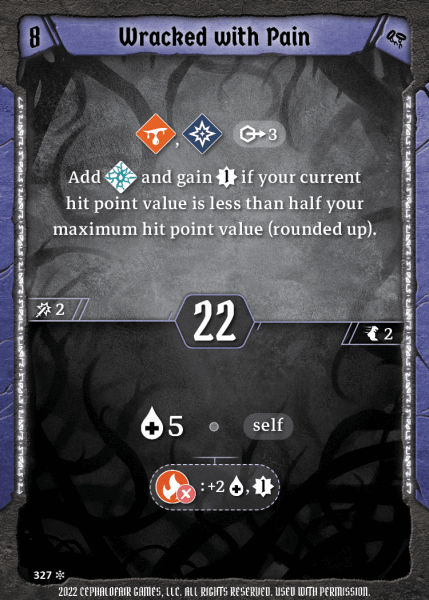 8
Wracked with Pain
, 3
Add and gain 1 if your current
hit point value is less than half your
maximum hit point value (rounded up).
2
22
2
5 self
: +2 , 1
327
2022 CEPHALOFAIR GAMES, LLC. ALL RIGHTS RESERVED. USED WITH PERMISSION.